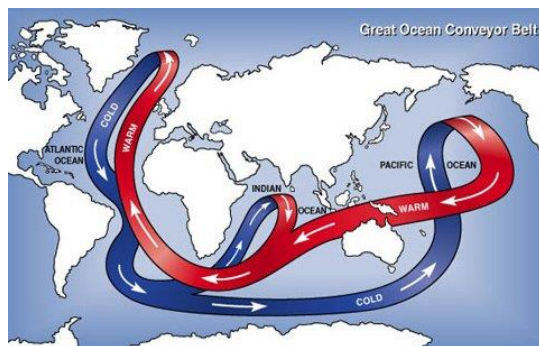 Great Ocean Conveyor Belt
COLD
WARM
ATLANTIC
OCEAN
PACIFIC
OCEAN
INDIAN
OCEAN
WARM
COLD